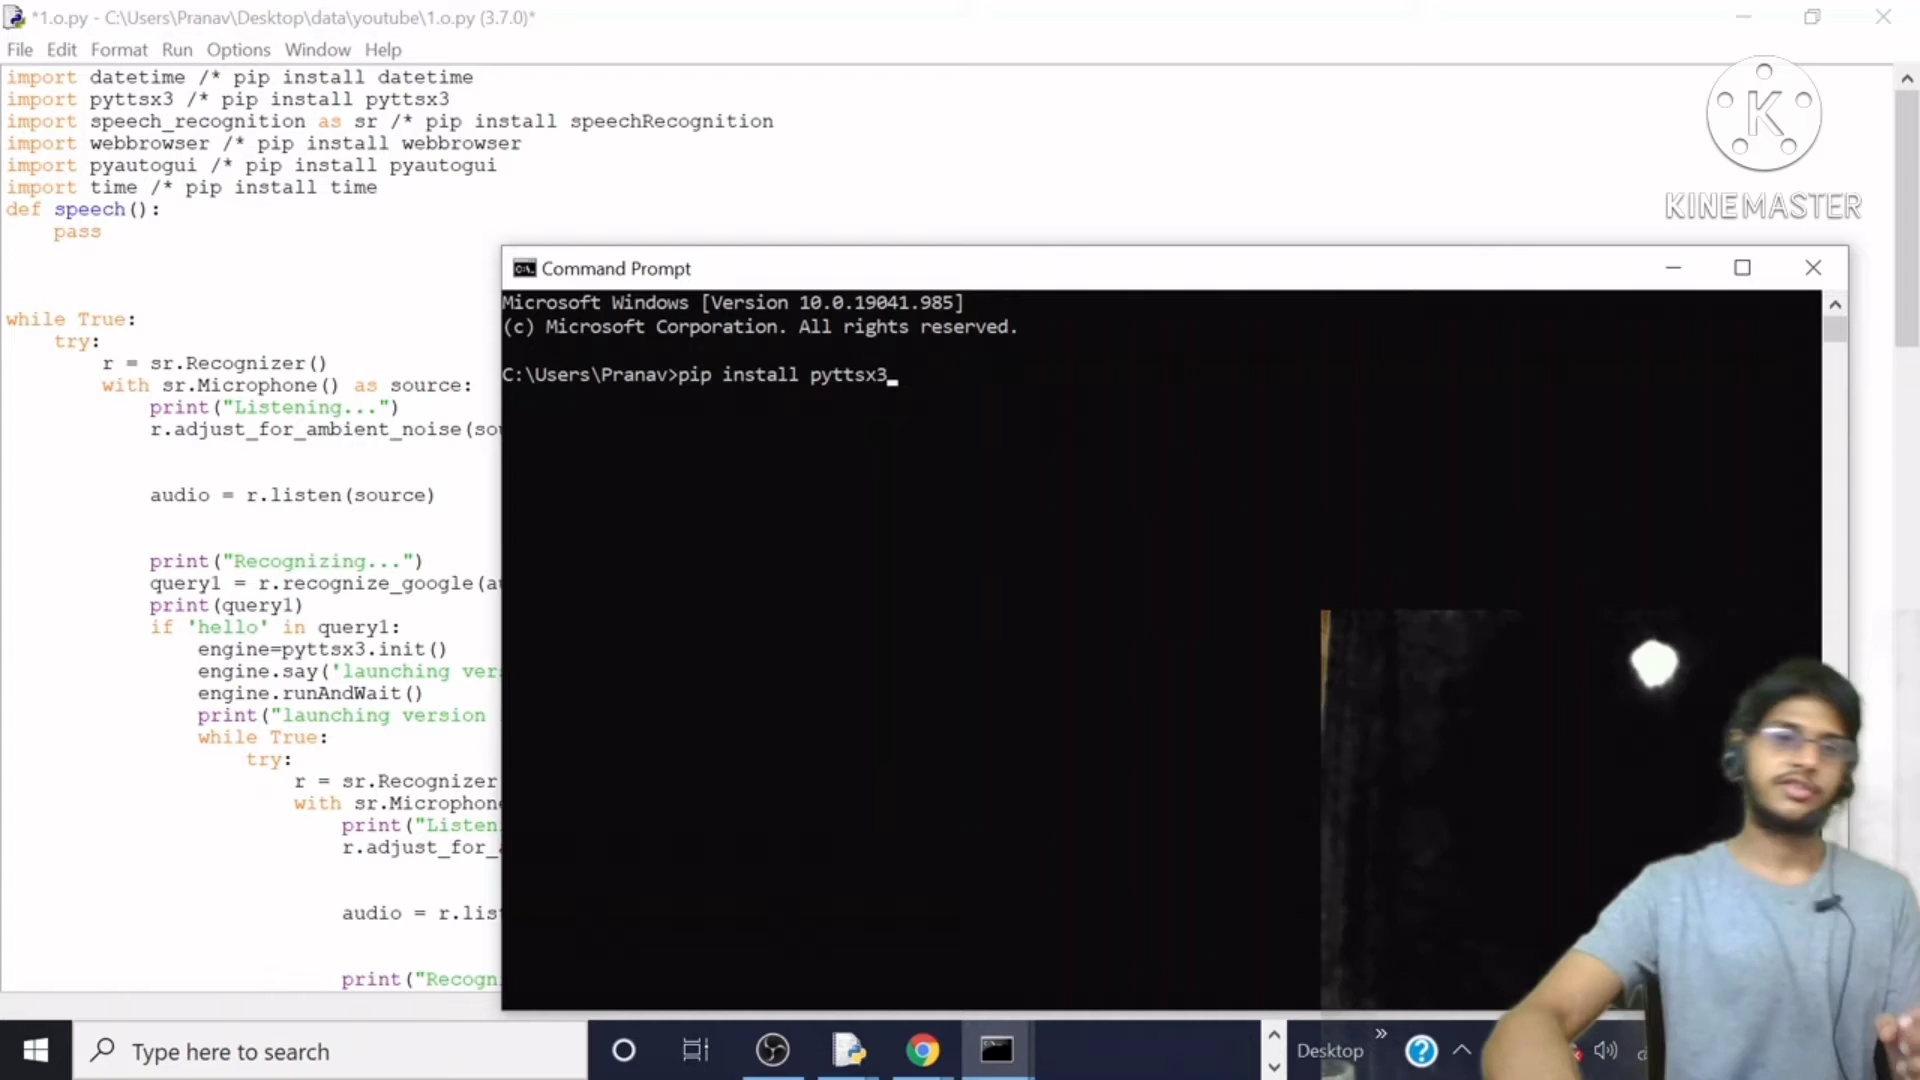 *1.o.py - C:\Users\Pranav\Desktop\data\youtube\1.o.py (3.7.0)*
File Edit Format Run Options Window Help
import datetime /* pip install datetime
import pyttsx3 /* pip install pyttsx3
import speech_recognition as sr /* pip install speechRecognition
import webbrowser /* pip install webbrowser
import pyautogui /* pip install pyautogui
import time /* pip install time
def speech():
    pass
while True:
    try:
        r = sr.Recognizer()
        with sr.Microphone() as source:
            print("Listening...")
            r.adjust_for_ambient_noise(sou
            audio = r.listen(source)
            print("Recognizing...")
            query1 = r.recognize_google(au
            print(query1)
            if 'hello' in query1:
                engine=pyttsx3.init()
                engine.say('launching ver
                engine.runAndWait()
                print("launching version
                while True:
                    try:
                        r = sr.Recognizer
                        with sr.Microphon
                            print("Listen
                            r.adjust_for_
                            audio = r.lis
                            print("Recogn
K
KINEMASTER
Command Prompt
Microsoft Windows [Version 10.0.19041.985]
(c) Microsoft Corporation. All rights reserved.
C:\Users\Pranav>pip install pyttsx3_
Type here to search
Desktop